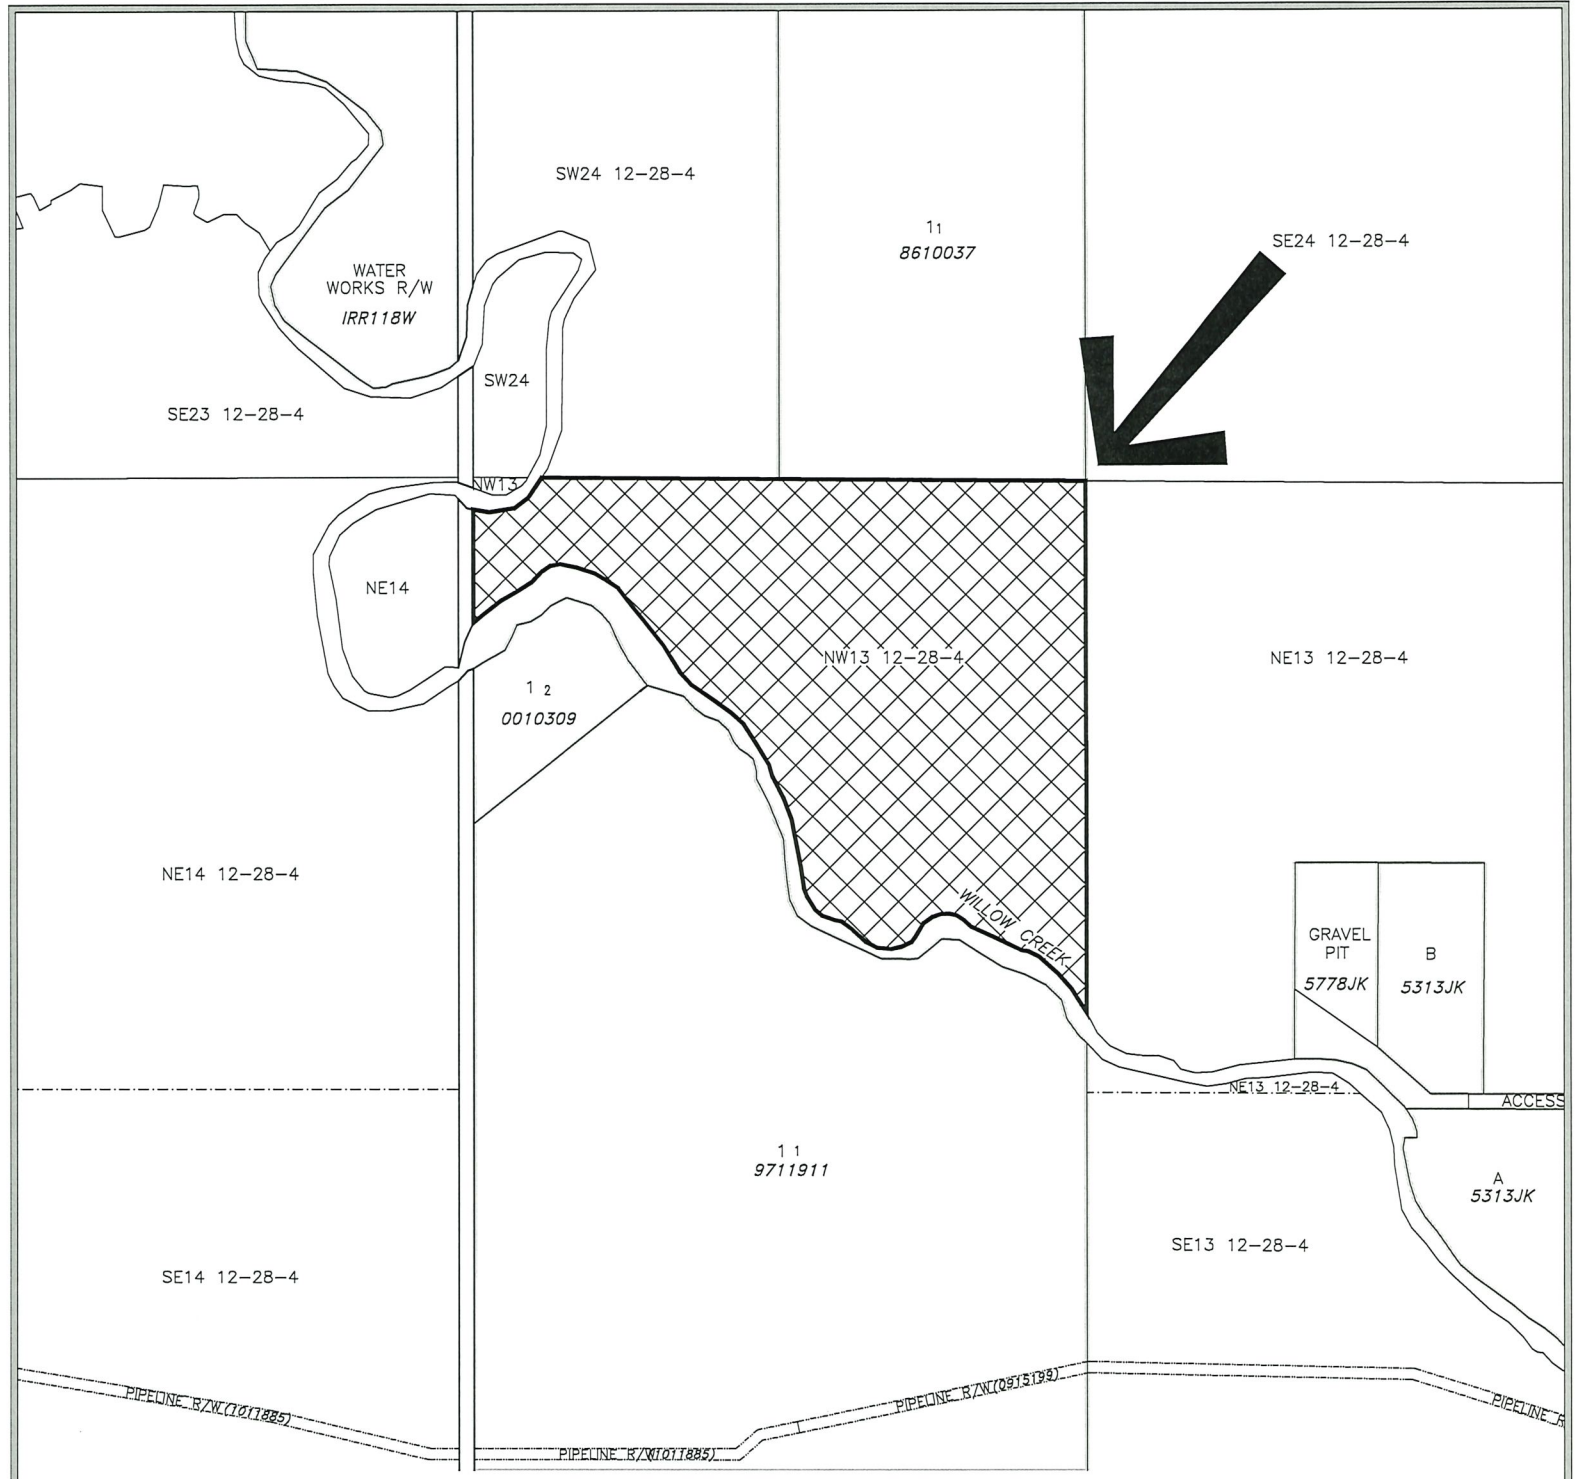 SW24 12-28-4
1 1
8610037
SE24 12-28-4
WATER
WORKS R/W
IRR118W
SW24
SE23 12-28-4
NW13
NE14
NW13 12-28-4
NE13 12-28-4
1 2
0010309
NE14 12-28-4
WILLOW CREEK
GRAVEL
PIT
5778JK
B
5313JK
NE13 12-28-4
ACCESS
1 1
9711911
A
5313JK
SE13 12-28-4
SE14 12-28-4
PIPELINE R/W(1011885)
PIPELINE R/W(0915199)
PIPELINE R/W(1011885)
PIPELINE R